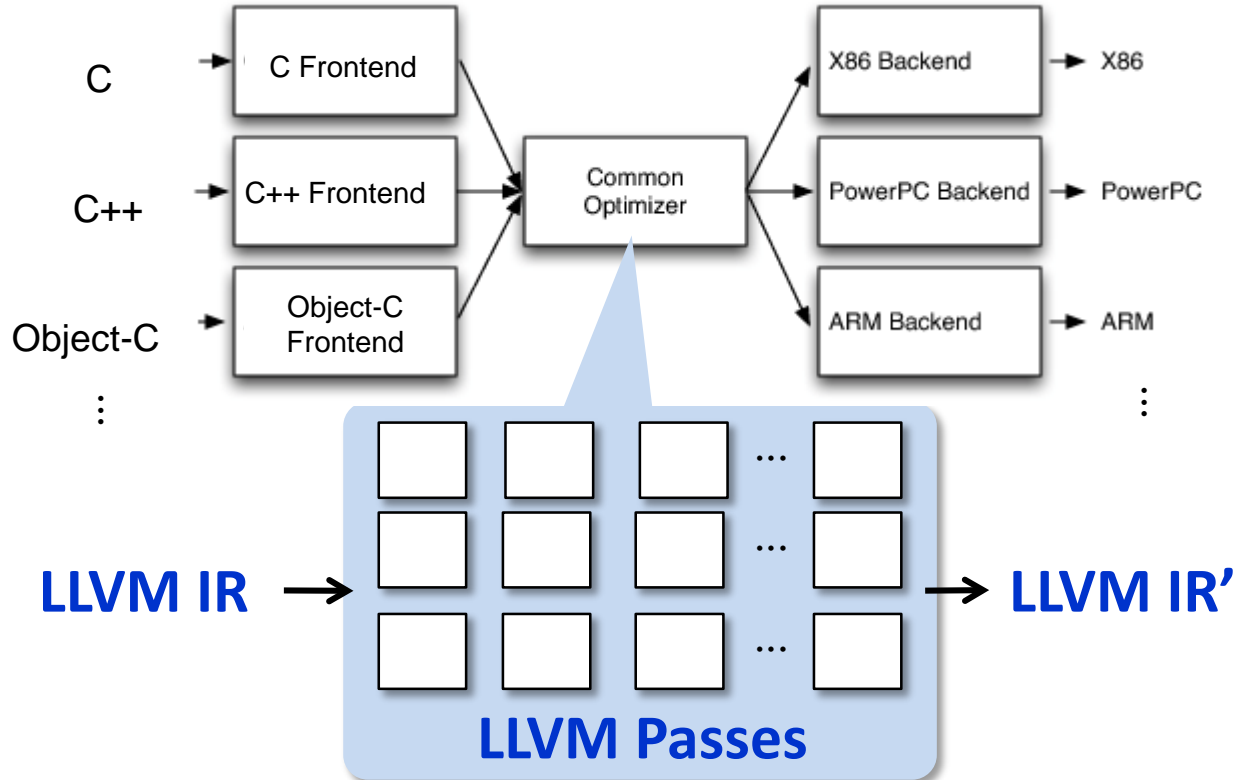 C
C Frontend
X86 Backend
X86
C++
C++ Frontend
Common
Optimizer
PowerPC Backend
PowerPC
Object-C
Object-C
Frontend
ARM Backend
ARM
...
...
...
...
LLVM IR
LLVM IR’
...
LLVM Passes